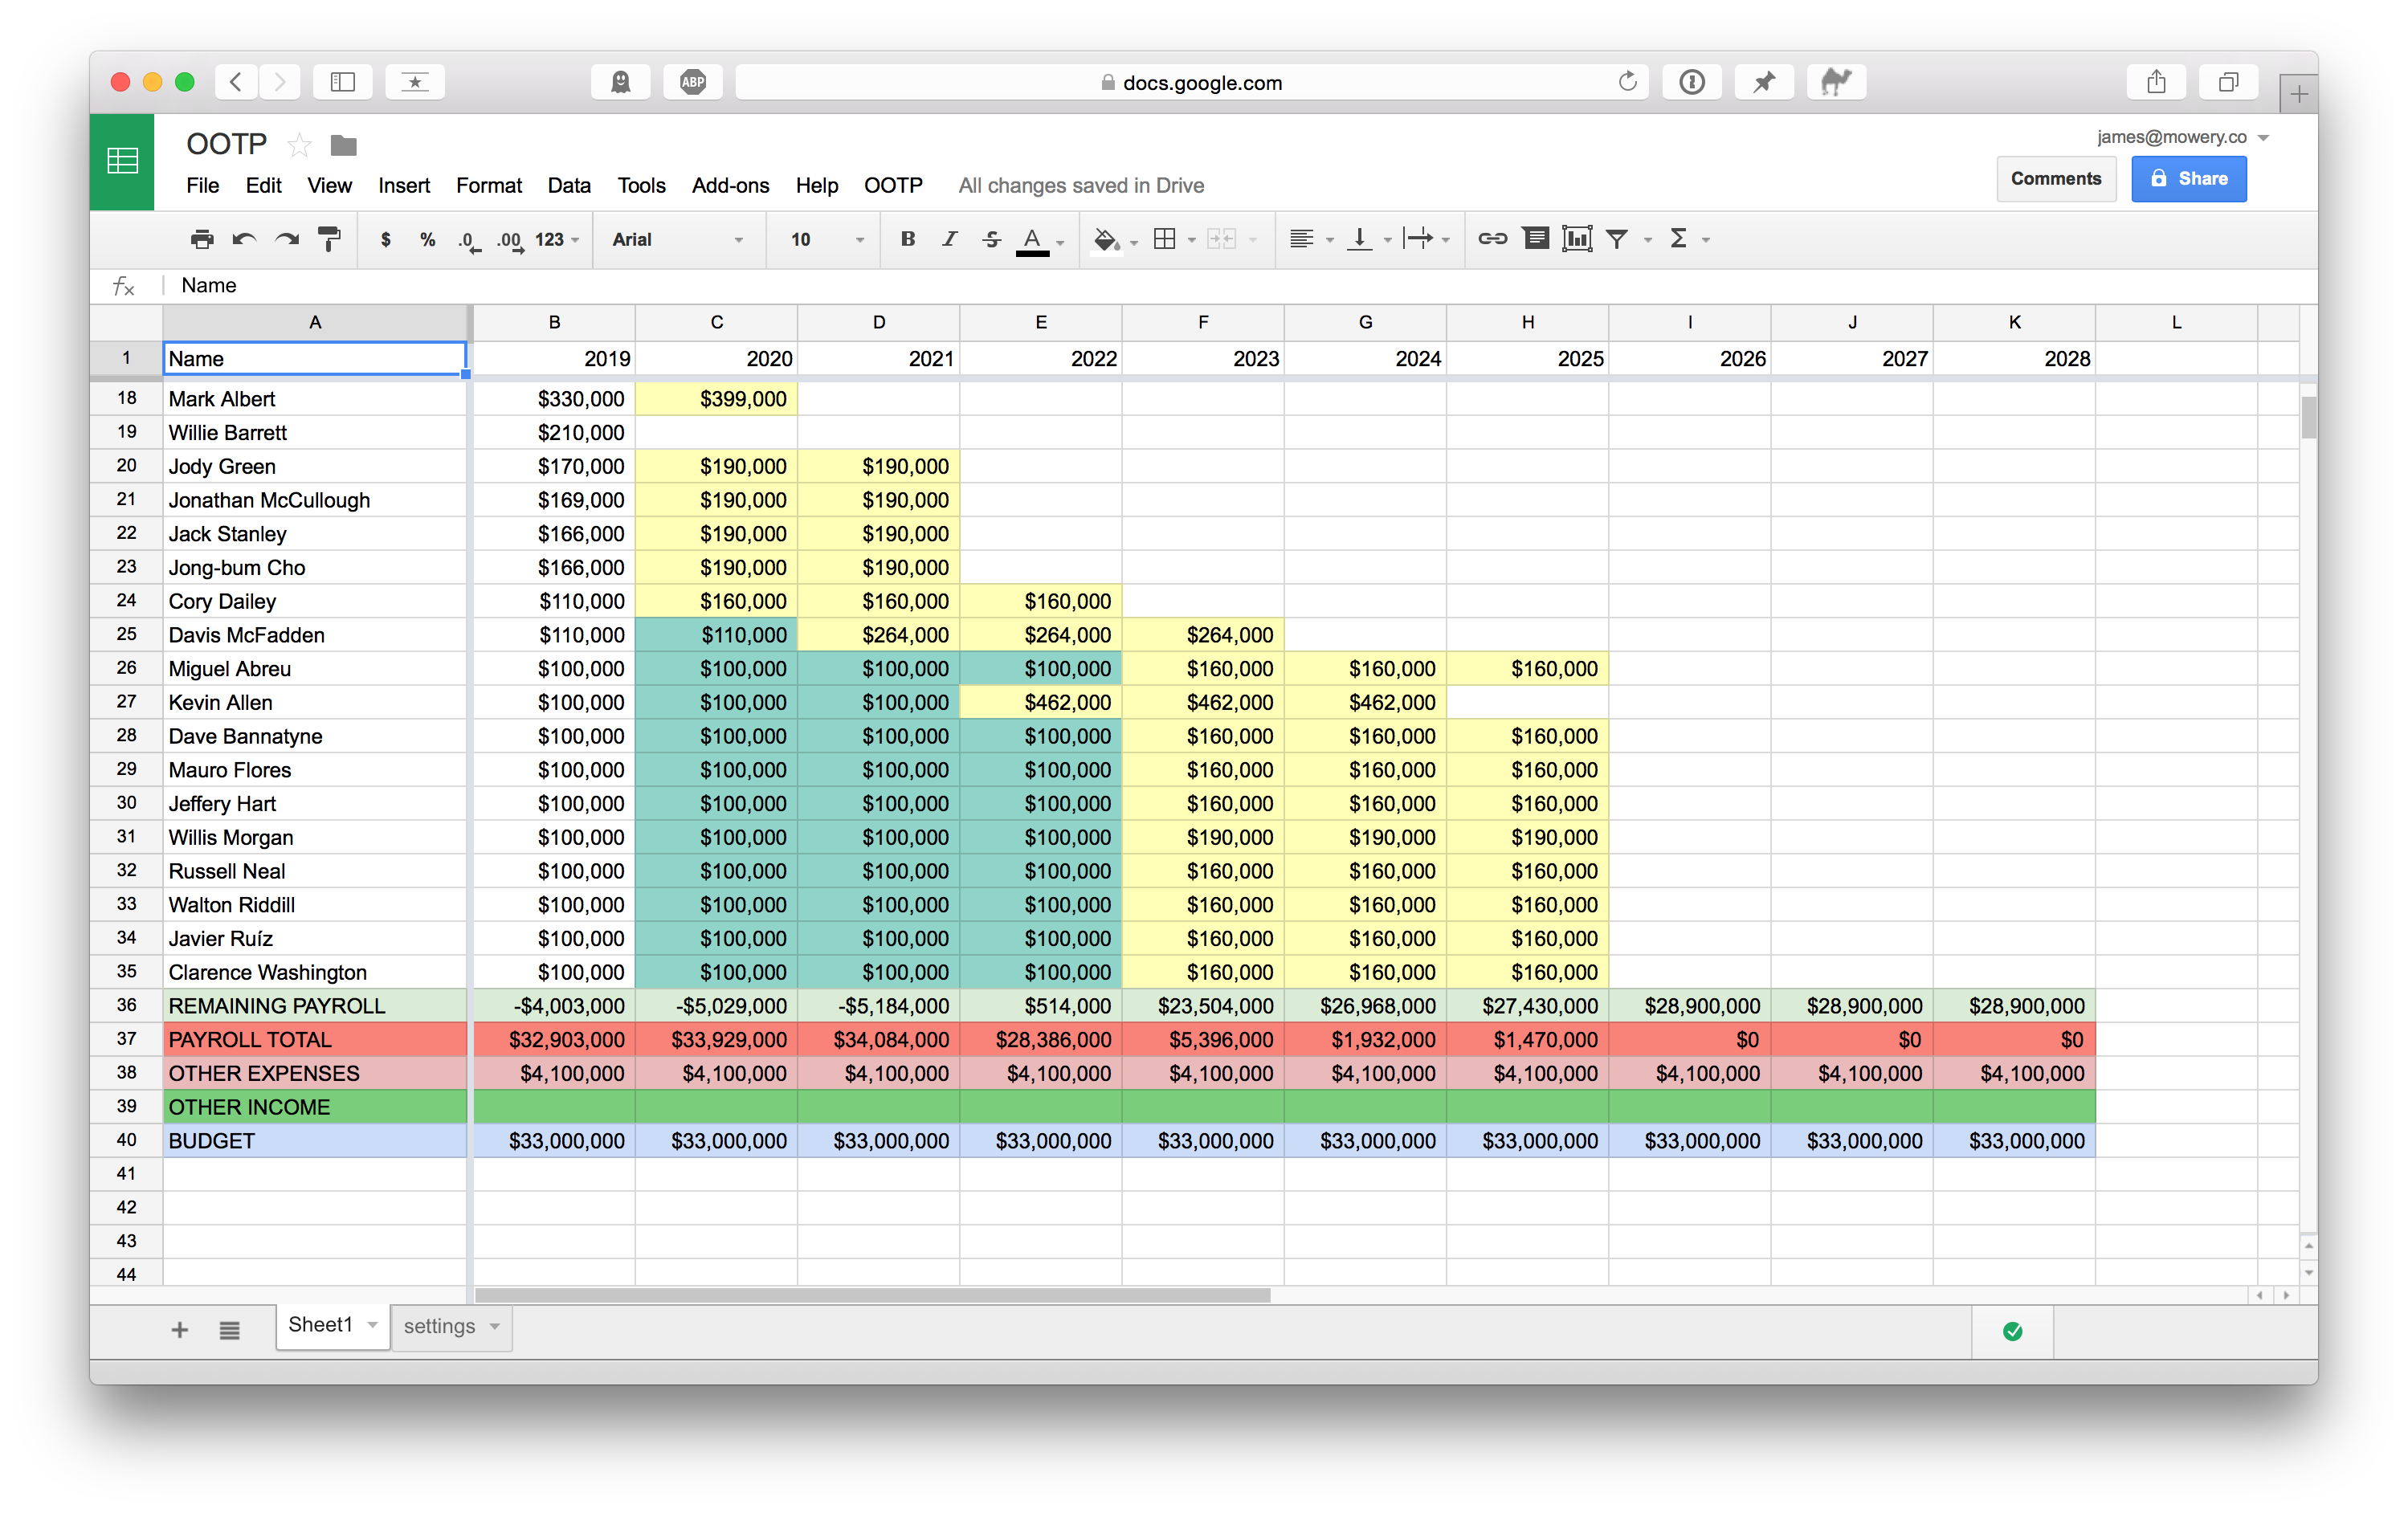 ABP docs.google.com
OOTP
james@mowery.co
File Edit View Insert Format Data Tools Add-ons Help OOTP All changes saved in Drive
Comments Share
$ % .0 .00 123 Arial 10 B I S A Σ
fx Name
A B C D E F G H I J K L
1 Name 2019 2020 2021 2022 2023 2024 2025 2026 2027 2028
18 Mark Albert $330,000 $399,000
19 Willie Barrett $210,000
20 Jody Green $170,000 $190,000 $190,000
21 Jonathan McCullough $169,000 $190,000 $190,000
22 Jack Stanley $166,000 $190,000 $190,000
23 Jong-bum Cho $166,000 $190,000 $190,000
24 Cory Dailey $110,000 $160,000 $160,000 $160,000
25 Davis McFadden $110,000 $110,000 $264,000 $264,000 $264,000
26 Miguel Abreu $100,000 $100,000 $100,000 $100,000 $160,000 $160,000 $160,000
27 Kevin Allen $100,000 $100,000 $100,000 $462,000 $462,000 $462,000
28 Dave Bannatyne $100,000 $100,000 $100,000 $100,000 $160,000 $160,000 $160,000
29 Mauro Flores $100,000 $100,000 $100,000 $100,000 $160,000 $160,000 $160,000
30 Jeffery Hart $100,000 $100,000 $100,000 $100,000 $160,000 $160,000 $160,000
31 Willis Morgan $100,000 $100,000 $100,000 $100,000 $190,000 $190,000 $190,000
32 Russell Neal $100,000 $100,000 $100,000 $100,000 $160,000 $160,000 $160,000
33 Walton Riddill $100,000 $100,000 $100,000 $100,000 $160,000 $160,000 $160,000
34 Javier Ruíz $100,000 $100,000 $100,000 $100,000 $160,000 $160,000 $160,000
35 Clarence Washington $100,000 $100,000 $100,000 $100,000 $160,000 $160,000 $160,000
36 REMAINING PAYROLL -$4,003,000 -$5,029,000 -$5,184,000 $514,000 $23,504,000 $26,968,000 $27,430,000 $28,900,000 $28,900,000 $28,900,000
37 PAYROLL TOTAL $32,903,000 $33,929,000 $34,084,000 $28,386,000 $5,396,000 $1,932,000 $1,470,000 $0 $0 $0
38 OTHER EXPENSES $4,100,000 $4,100,000 $4,100,000 $4,100,000 $4,100,000 $4,100,000 $4,100,000 $4,100,000 $4,100,000 $4,100,000
39 OTHER INCOME
40 BUDGET $33,000,000 $33,000,000 $33,000,000 $33,000,000 $33,000,000 $33,000,000 $33,000,000 $33,000,000 $33,000,000 $33,000,000
41
42
43
44
Sheet1 settings